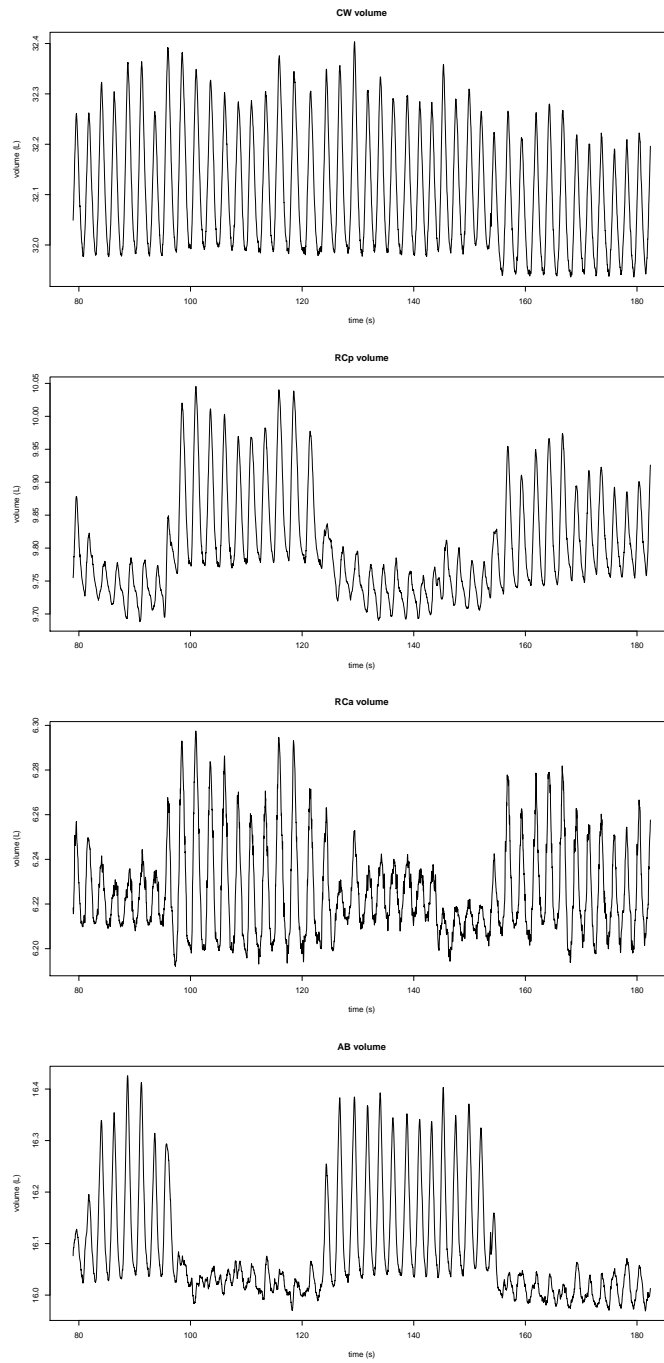 CW volume
volume (L)
32.4
32.3
32.2
32.1
32.0
80 100 120 140 160 180
time (s)
RCp volume
volume (L)
10.05
10.00
9.95
9.90
9.85
9.80
9.75
9.70
80 100 120 140 160 180
time (s)
RCa volume
volume (L)
6.30
6.28
6.26
6.24
6.22
6.20
80 100 120 140 160 180
time (s)
AB volume
volume (L)
16.4
16.3
16.2
16.1
16.0
80 100 120 140 160 180
time (s)